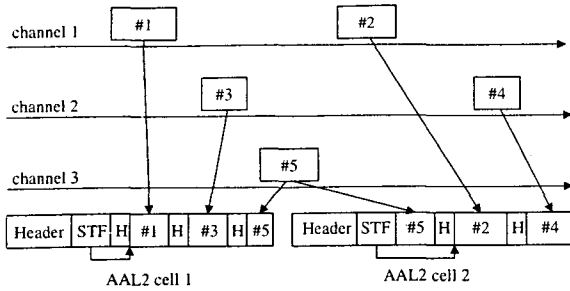 channel 1 #1 #2
channel 2 #3 #4
channel 3 #5
Header STF H #1 H #3 H #5 Header STF #5 H #2 H #4
AAL2 cell 1 AAL2 cell 2